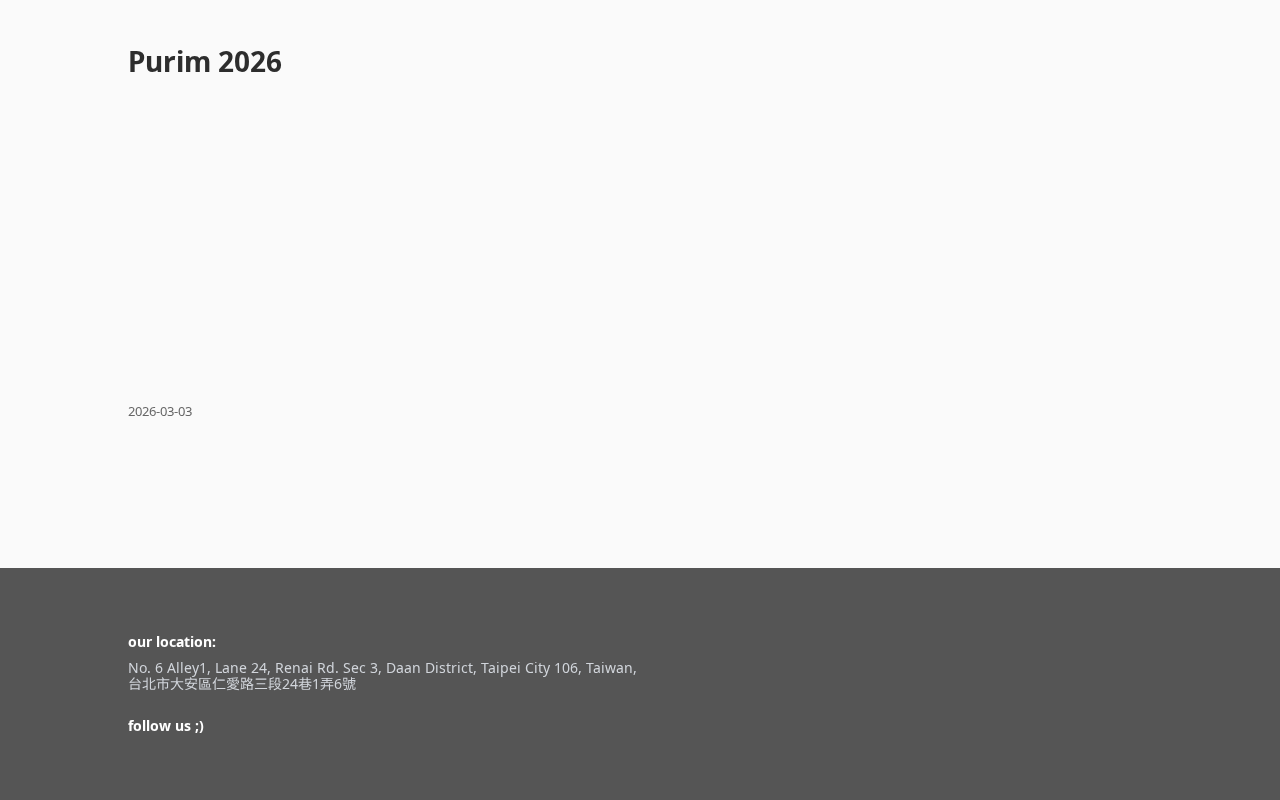 Purim 2026
2026-03-03
our location:
No. 6 Alley1, Lane 24, Renai Rd. Sec 3, Daan District, Taipei City 106, Taiwan,
台北市大安區仁愛路三段24巷1弄6號
follow us ;)